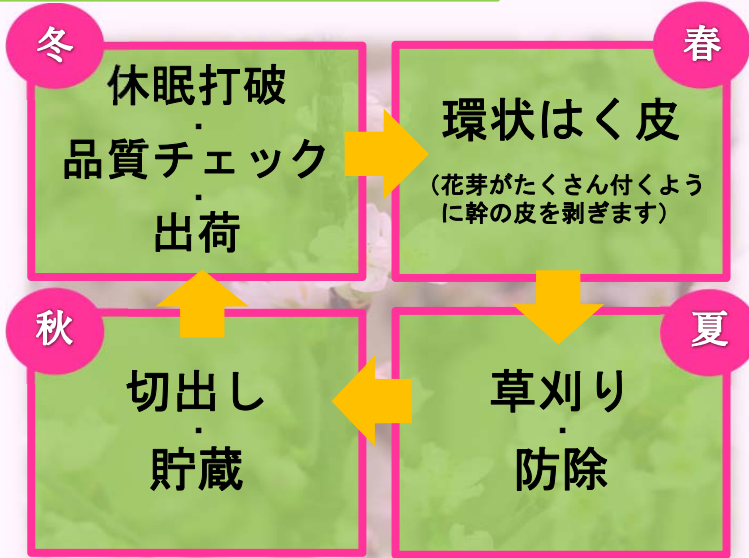 冬
休眠打破
・
品質チェック
・
出荷
春
環状はく皮
(花芽がたくさん付くよう
に幹の皮を剥ぎます)
夏
草刈り
・
防除
秋
切出し
・
貯蔵